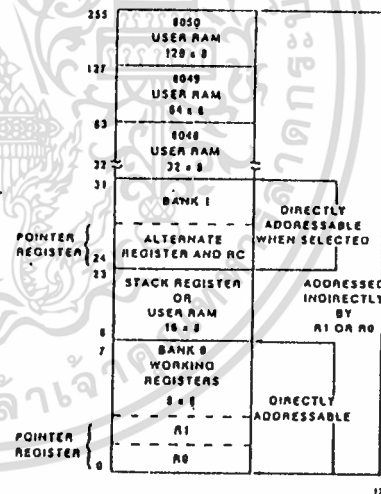 255
8050
USER RAM
128 x 8
127
8049
USER RAM
64 x 8
63
8048
USER RAM
32 x 8
32
31
BANK 1
DIRECTLY
ADDRESSABLE
WHEN SELECTED
POINTER
REGISTER
ALTERNATE
REGISTER AND RC
24
23
STACK REGISTER
OR
USER RAM
16 x 8
ADDRESSED
INDIRECTLY
BY
R1 OR R0
8
7
BANK 0
WORKING
REGISTERS
8 x 8
DIRECTLY
ADDRESSABLE
R1
POINTER
REGISTER
R0
0